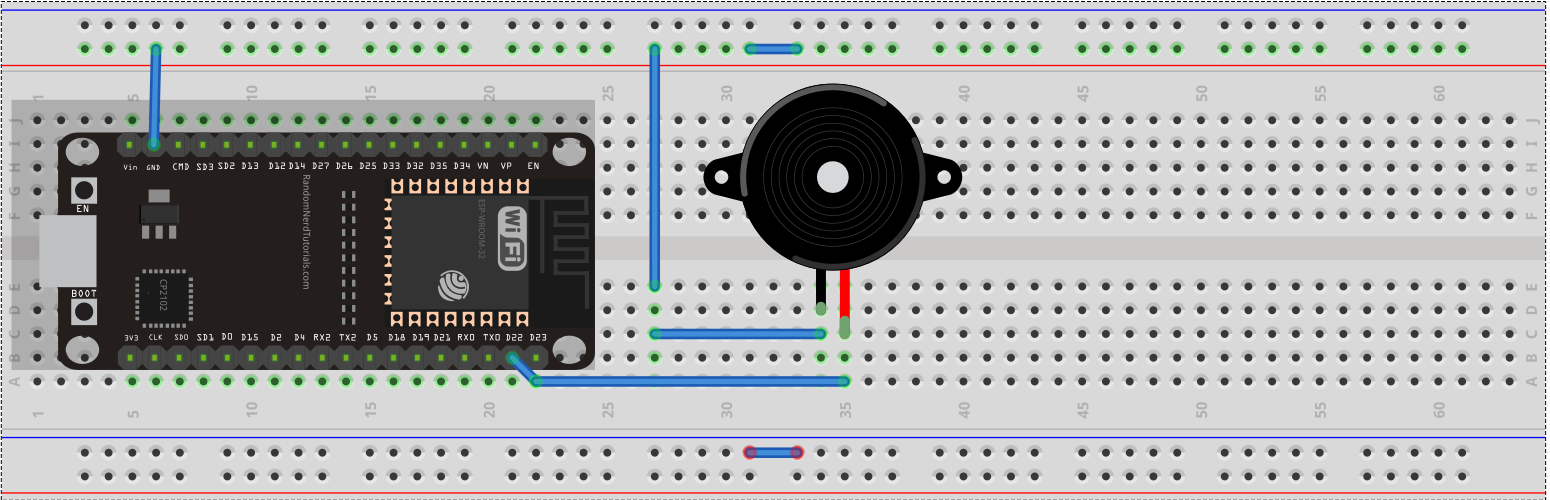 1 5 10 15 20 25 30 35 40 45 50 55 60
J J
I I
Vin GND CMD SD3 SD2 D13 D12 D14 D27 D26 D25 D33 D32 D35 D34 VN VP EN
H H
G G
EN
F F
RandomNerdTutorials.com
ESP-WROOM-32
Wi Fi
CP2102
BOOT
E E
D D
3V3 CLK SD0 SD1 D0 D15 D2 D4 RX2 TX2 D5 D18 D19 D21 RX0 TX0 D22 D23
C C
B B
A A
1 5 10 15 20 25 30 35 40 45 50 55 60